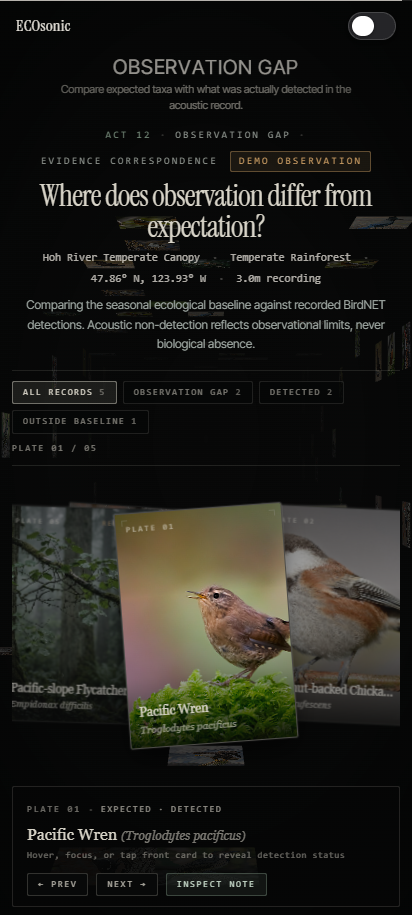 ECOsonic
OBSERVATION GAP
Compare expected taxa with what was actually detected in the
acoustic record.
ACT 12 · OBSERVATION GAP ·
EVIDENCE CORRESPONDENCE DEMO OBSERVATION
Where does observation differ from
expectation?
Hoh River Temperate Canopy · Temperate Rainforest ·
47.86° N, 123.93° W · 3.0m recording
Comparing the seasonal ecological baseline against recorded BirdNET
detections. Acoustic non-detection reflects observational limits, never
biological absence.
ALL RECORDS 5 OBSERVATION GAP 2 DETECTED 2
OUTSIDE BASELINE 1
PLATE 01 / 05
PLATE 01
Pacific-slope Flycatcher
Empidonax difficilis
Pacific Wren
Troglodytes pacificus
nut-backed Chicka...
rufescens
PLATE 01 · EXPECTED · DETECTED
Pacific Wren (Troglodytes pacificus)
Hover, focus, or tap front card to reveal detection status
← PREV NEXT → INSPECT NOTE